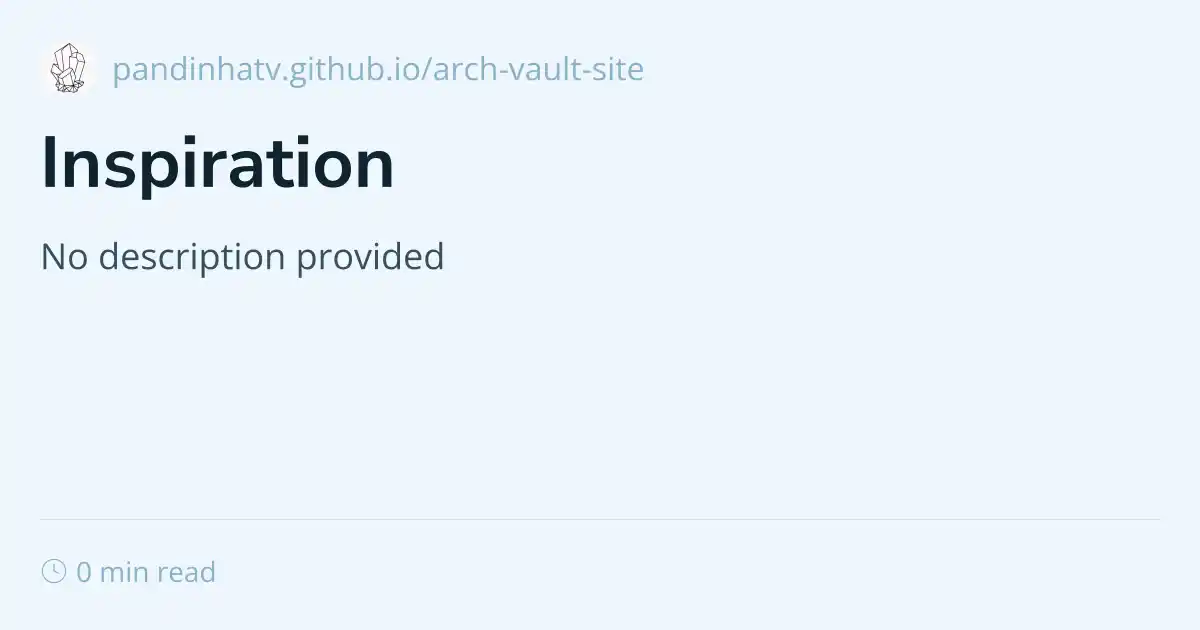 pandinhatv.github.io/arch-vault-site
Inspiration
No description provided
0 min read